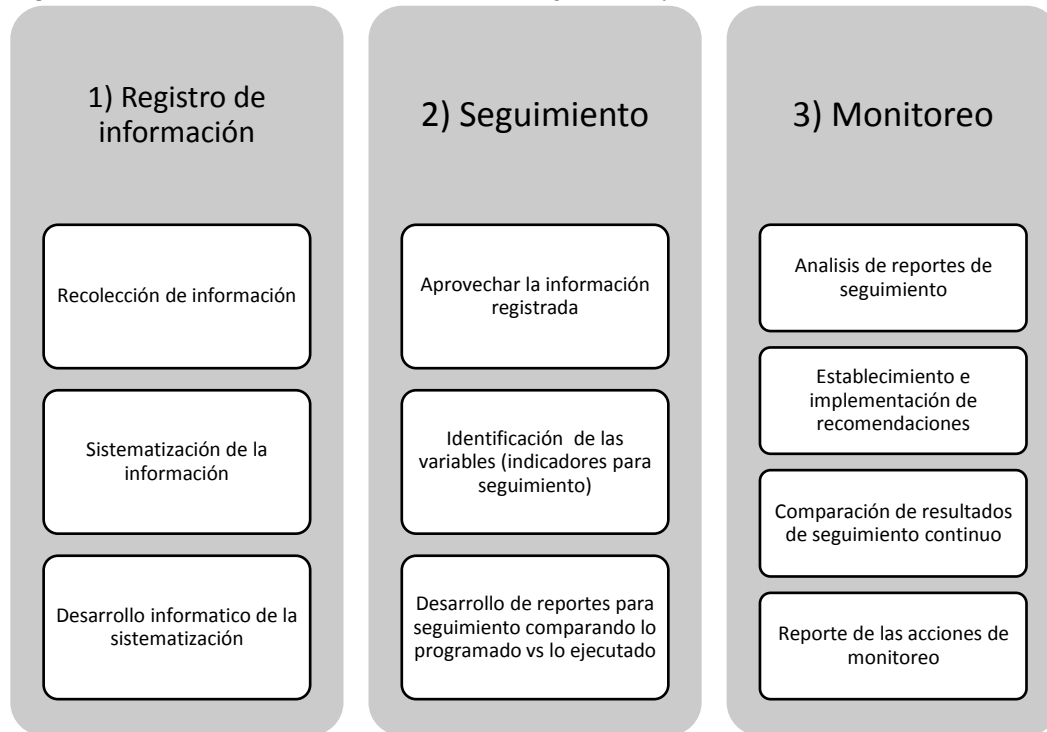 1) Registro de
información
Recolección de información
Sistematización de la
información
Desarrollo informatico de la
sistematización
2) Seguimiento
Aprovechar la información
registrada
Identificación  de las
variables (indicadores para
seguimiento)
Desarrollo de reportes para
seguimiento comparando lo
programado vs lo ejecutado
3) Monitoreo
Analisis de reportes de
seguimiento
Establecimiento e
implementación de
recomendaciones
Comparación de resultados
de seguimiento continuo
Reporte de las acciones de
monitoreo